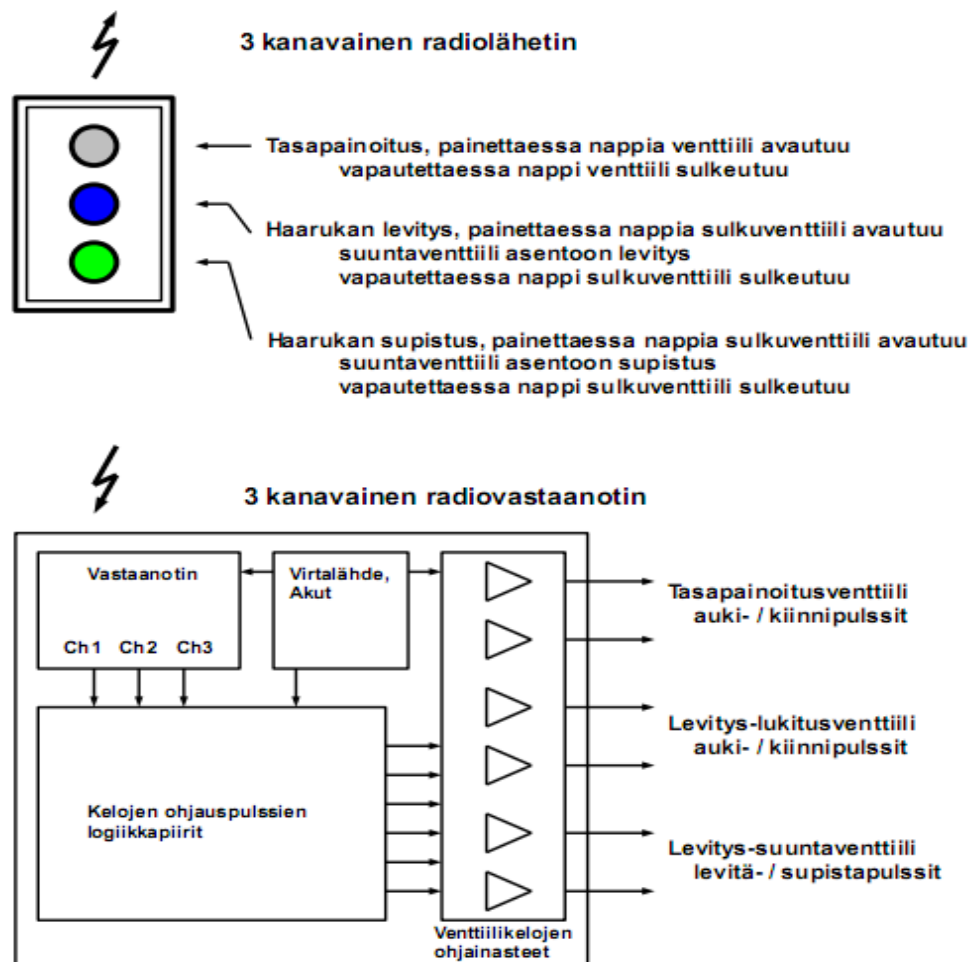 3 kanavainen radiolähetin
Tasapainoitus, painettaessa nappia venttiili avautuu
vapautettaessa nappi venttiili sulkeutuu
Haarukan levitys, painettaessa nappia sulkuventtiili avautuu
suuntaventtiili asentoon levitys
vapautettaessa nappi sulkuventtiili sulkeutuu
Haarukan supistus, painettaessa nappia sulkuventtiili avautuu
suuntaventtiili asentoon supistus
vapautettaessa nappi sulkuventtiili sulkeutuu
3 kanavainen radiovastaanotin
Vastaanotin
Ch1 Ch2 Ch3
Virtalähde,
Akut
Kelojen ohjauspulssien
logiikkapiirit
Tasapainoitusventtiili
auki- / kiinnipulssit
Levitys-lukitusventtiili
auki- / kiinnipulssit
Levitys-suuntaventtiili
levitä- / supistapulssit
Venttiilikelojen
ohjainasteet